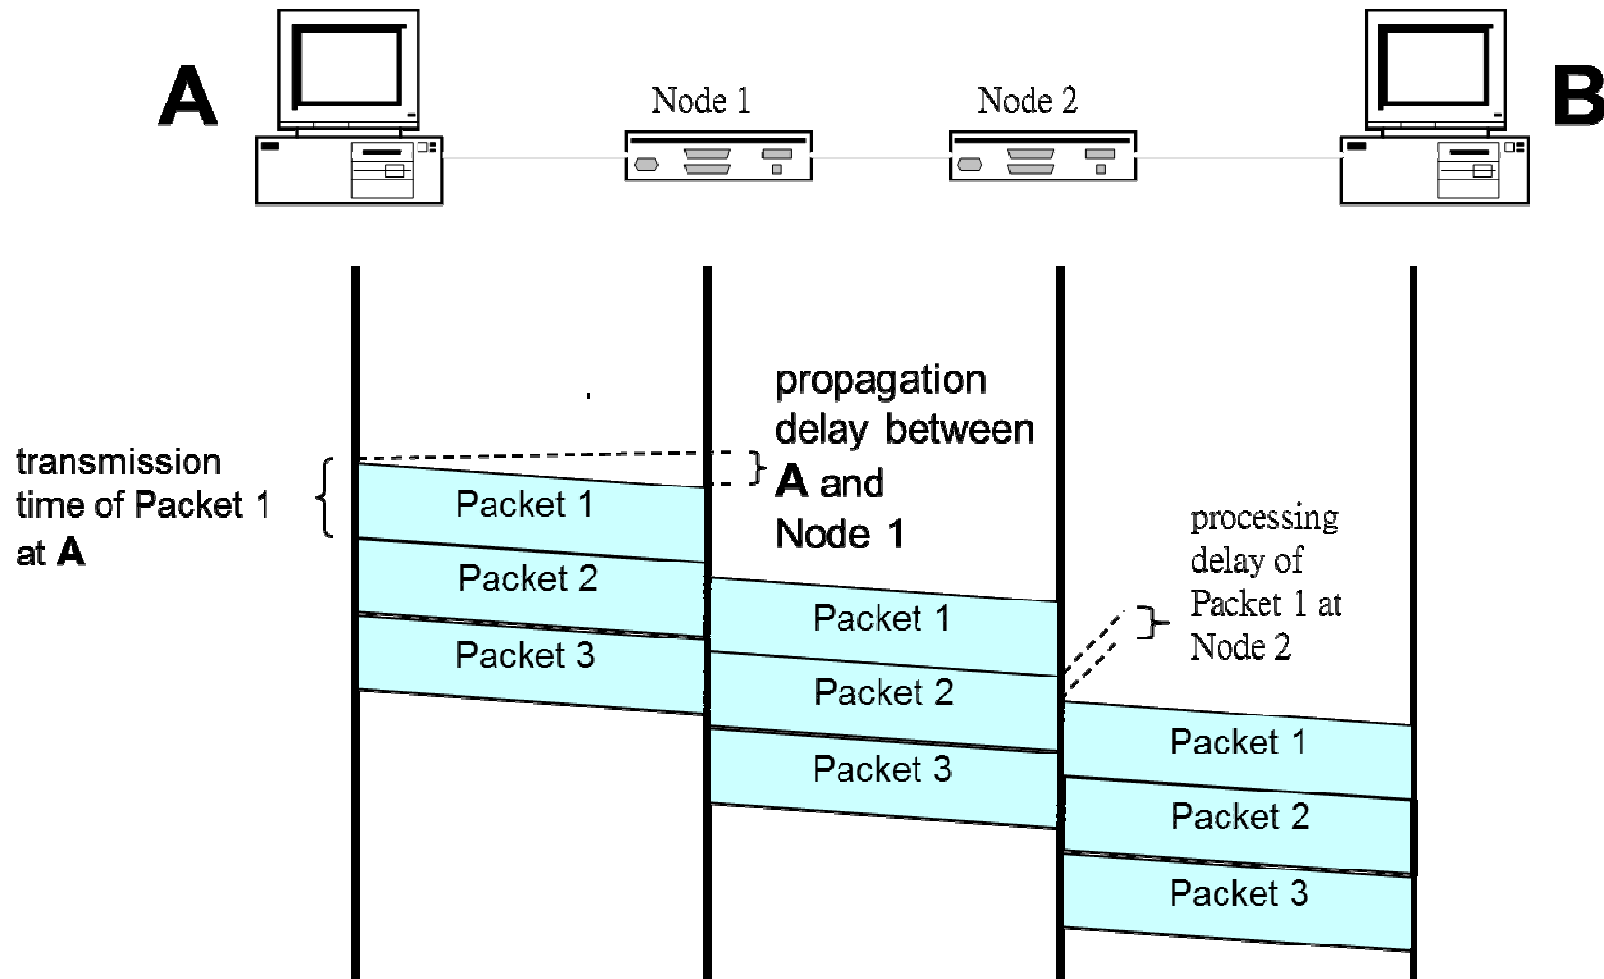 A
Node 1
Node 2
B
propagation
delay between
A and
Node 1
transmission
time of Packet 1
at A
processing
delay of
Packet 1 at
Node 2
Packet 1
Packet 2
Packet 3
Packet 1
Packet 2
Packet 3
Packet 1
Packet 2
Packet 3